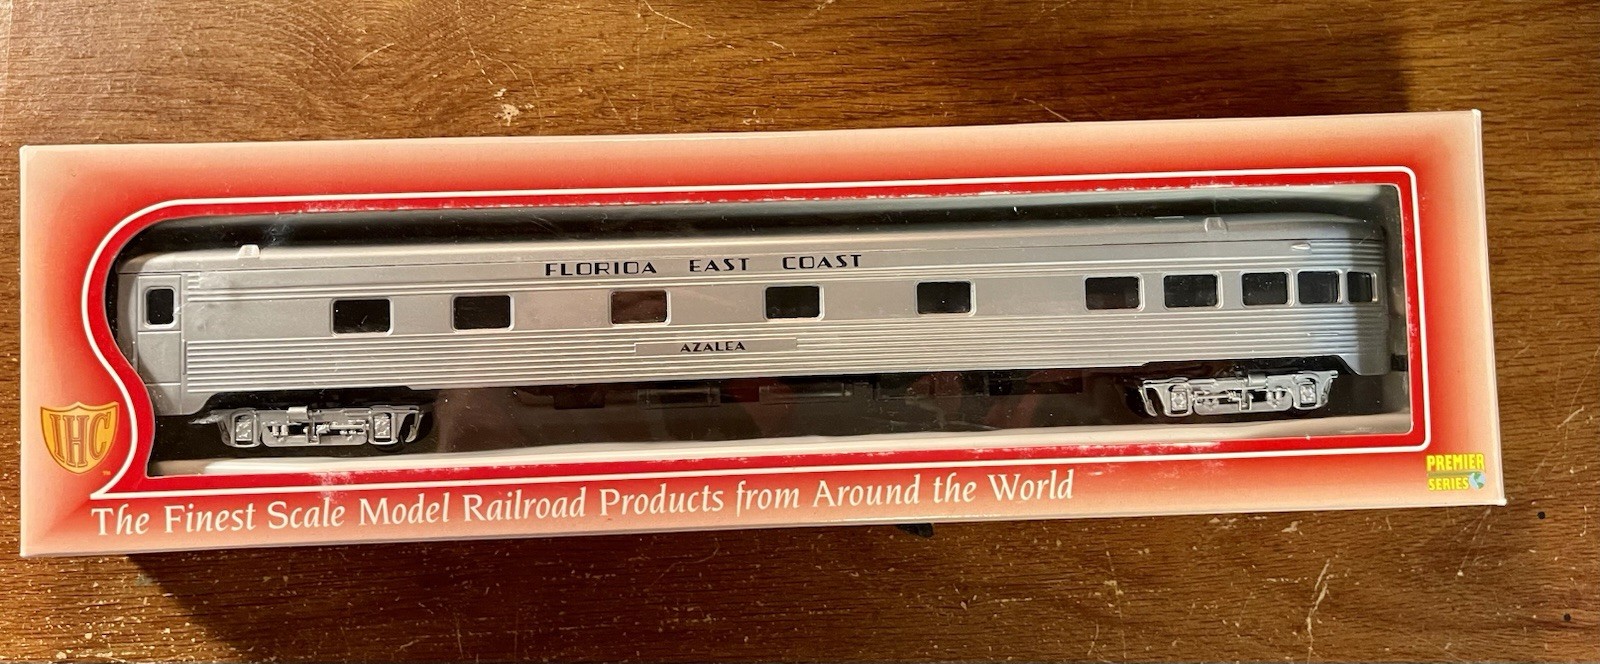 FLORIDA EAST COAST
AZALEA
IHC
The Finest Scale Model Railroad Products from Around the World
PREMIER
SERIES